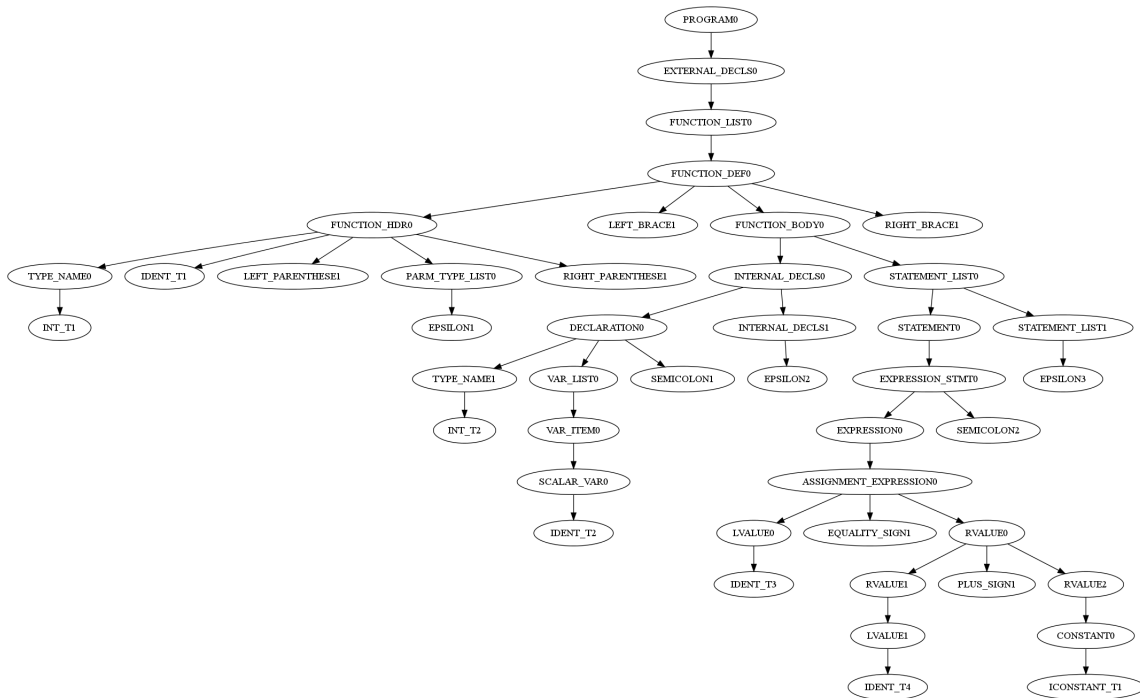 PROGRAM0
EXTERNAL_DECLS0
FUNCTION_LIST0
FUNCTION_DEF0
FUNCTION_HDR0
LEFT_BRACE1
FUNCTION_BODY0
RIGHT_BRACE1
TYPE_NAME0
IDENT_T1
LEFT_PARENTHESE1
PARM_TYPE_LIST0
RIGHT_PARENTHESE1
INTERNAL_DECLS0
STATEMENT_LIST0
INT_T1
EPSILON1
DECLARATION0
INTERNAL_DECLS1
STATEMENT0
STATEMENT_LIST1
TYPE_NAME1
VAR_LIST0
SEMICOLON1
EPSILON2
EXPRESSION_STMT0
EPSILON3
INT_T2
VAR_ITEM0
EXPRESSION0
SEMICOLON2
SCALAR_VAR0
ASSIGNMENT_EXPRESSION0
IDENT_T2
LVALUE0
EQUALITY_SIGN1
RVALUE0
IDENT_T3
RVALUE1
PLUS_SIGN1
RVALUE2
LVALUE1
CONSTANT0
IDENT_T4
ICONSTANT_T1